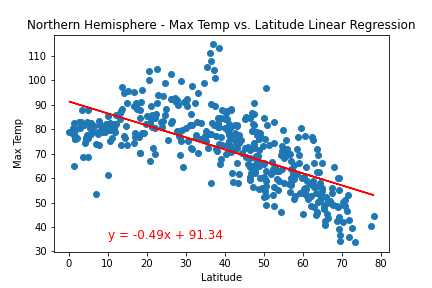 Northern Hemisphere - Max Temp vs. Latitude Linear Regression
110
100
90
80
70
60
50
40
30
Max Temp
y = -0.49x + 91.34
0 10 20 30 40 50 60 70 80
Latitude